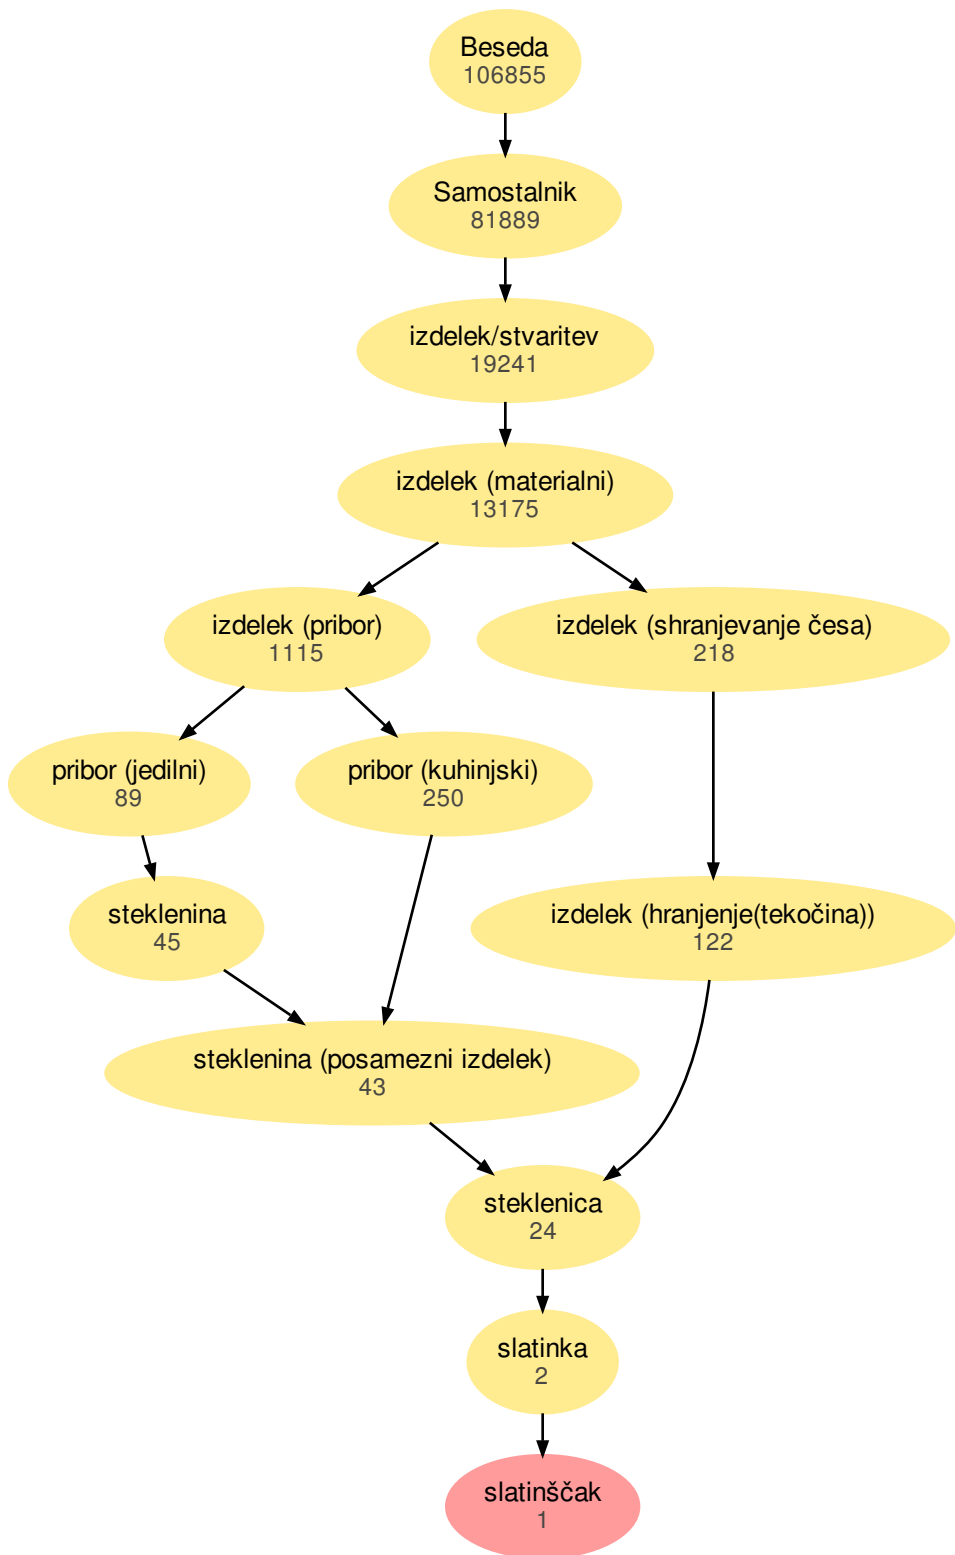 Beseda
106855
Samostalnik
81889
izdelek/stvaritev
19241
izdelek (materialni)
13175
izdelek (pribor)
1115
izdelek (shranjevanje česa)
218
pribor (jedilni)
89
pribor (kuhinjski)
250
steklenina
45
izdelek (hranjenje(tekočina))
122
steklenina (posamezni izdelek)
43
steklenica
24
slatinka
2
slatinščak
1